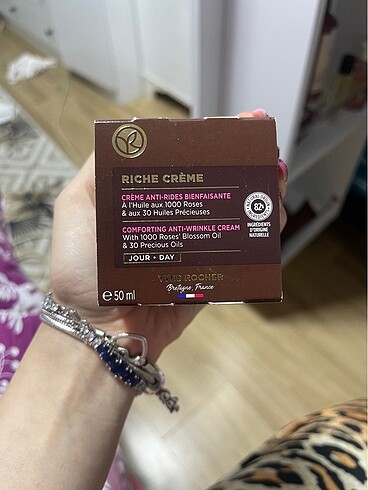 RICHE CRÈME
CRÈME ANTI-RIDES BIENFAISANTE
À l'Huile aux 1000 Roses
& aux 30 Huiles Précieuses
COMFORTING ANTI-WRINKLE CREAM
With 1000 Roses' Blossom Oil
& 30 Precious Oils
JOUR • DAY
82%
INGRÉDIENTS
D'ORIGINE
NATURELLE
YVES ROCHER
Bretagne, France
e 50 ml